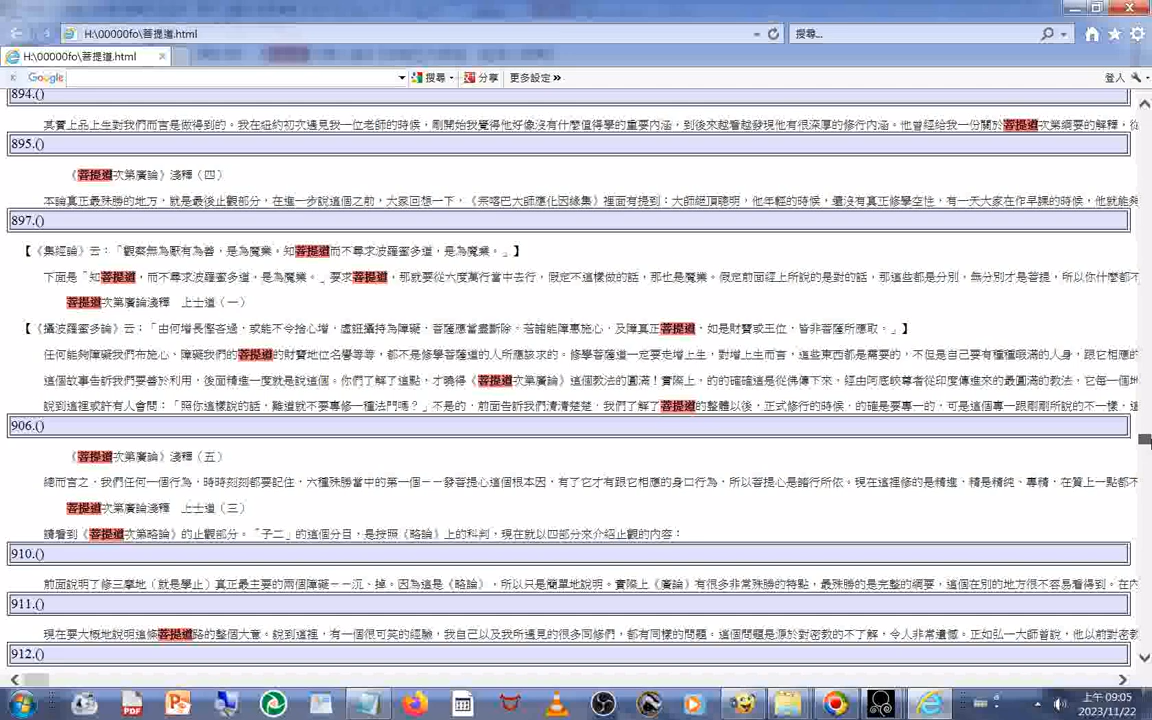 H:\00000fo\菩提道.html
搜尋...
H:\00000fo\菩提道.html
Google
搜尋
分享
更多設定 »
登入
894.()
其實上品上生對我們而言是做得到的。我在紐約初次遇見我一位老師的時候，剛開始我覺得他好像沒有什麼值得學的重要內涵，到後來越看越發現他有很深厚的修行內涵。他曾經給我一份關於菩提道次第綱要的解釋，從
895.()
《菩提道次第廣論》淺釋（四）
本論真正最殊勝的地方，就是最後止觀部分，在進一步說這個之前，大家回想一下，《宗喀巴大師應化因緣集》裡面有提到：大師絕頂聰明，他年輕的時候，還沒有真正修學空性，有一天大家在作早課的時候，他就能夠
897.()
【《集經論》云：「觀察無為厭有為善，是為魔業。知菩提道而不尋求波羅蜜多道，是為魔業。」】
下面是「知菩提道，而不尋求波羅蜜多道，是為魔業。」要求菩提道，那就要從六度萬行當中去行，假定不這樣做的話，那也是魔業。假定前面經上所說的是對的話，那這些都是分別，無分別才是菩提，所以你什麼都不
菩提道次第廣論淺釋　上士道（一）
【《攝波羅蜜多論》云：「由何增長慳吝過，或能不令捨心增，虛誑攝持為障礙，菩薩應當盡斷除。若諸能障惠施心，及障真正菩提道，如是財寶或王位，皆非菩薩所應取。」】
任何能夠障礙我們布施心、障礙我們的菩提道的財寶地位名譽等等，都不是修學菩薩道的人所應該求的。修學菩薩道一定要走增上生，對增上生而言，這些東西都是需要的，不但是自己要有種種暇滿的人身，跟它相應的
這個故事告訴我們要善於利用，後面精進一度就是說這個。你們了解了這點，才曉得《菩提道次第廣論》這個教法的圓滿！實際上，的的確確這是從佛傳下來，經由阿底峽尊者從印度傳進來的最圓滿的教法，它每一個地
說到這裡或許有人會問：「照你這樣說的話，難道就不要專修一種法門嗎？」不是的，前面告訴我們清清楚楚，我們了解了菩提道的整體以後，正式修行的時候，的確是要專一的，可是這個專一跟剛剛所說的不一樣，這
906.()
《菩提道次第廣論》淺釋（五）
總而言之，我們任何一個行為，時時刻刻都要記住，六種殊勝當中的第一個－－發菩提心這個根本因，有了它才有跟它相應的身口行為，所以菩提心是諸行所依。現在這裡修的是精進，精是精純、專精，在質上一點都不
菩提道次第廣論淺釋　上士道（三）
請看到《菩提道次第略論》的止觀部分。「子二」的這個分目，是按照《略論》上的科判，現在就以四部分來介紹止觀的內容：
910.()
前面說明了修三摩地（就是學止）真正最主要的兩個障礙－－沉、掉。因為這是《略論》，所以只是簡單地說明。實際上《廣論》有很多非常殊勝的特點，最殊勝的是完整的綱要，這個在別的地方很不容易看得到。在內
911.()
現在要大概地說明這條菩提道路的整個大意。說到這裡，有一個很可笑的經驗，我自己以及我所遇見的很多同修們，都有同樣的問題。這個問題是源於對密教的不了解，令人非常遺憾。正如弘一大師曾說，他以前對密教
912.()
上午 09:05
2023/11/22